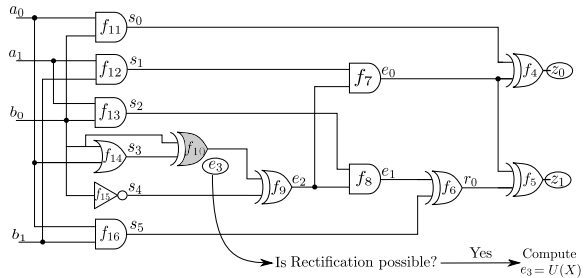 a₀
f₁₁
s₀
f₄
z₀
a₁
f₁₂
s₁
f₇
e₀
b₀
f₁₃
s₂
f₁₄
s₃
f₁₀
e₃
f₁₅
s₄
f₉
e₂
f₈
e₁
f₆
r₀
f₅
z₁
b₁
f₁₆
s₅
Is Rectification possible?
Yes
Compute
e₃ = U(X)